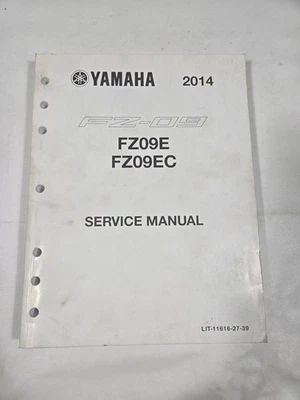 YAMAHA 2014
FZ-09
FZ09E
FZ09EC
SERVICE MANUAL
LIT-11616-27-39